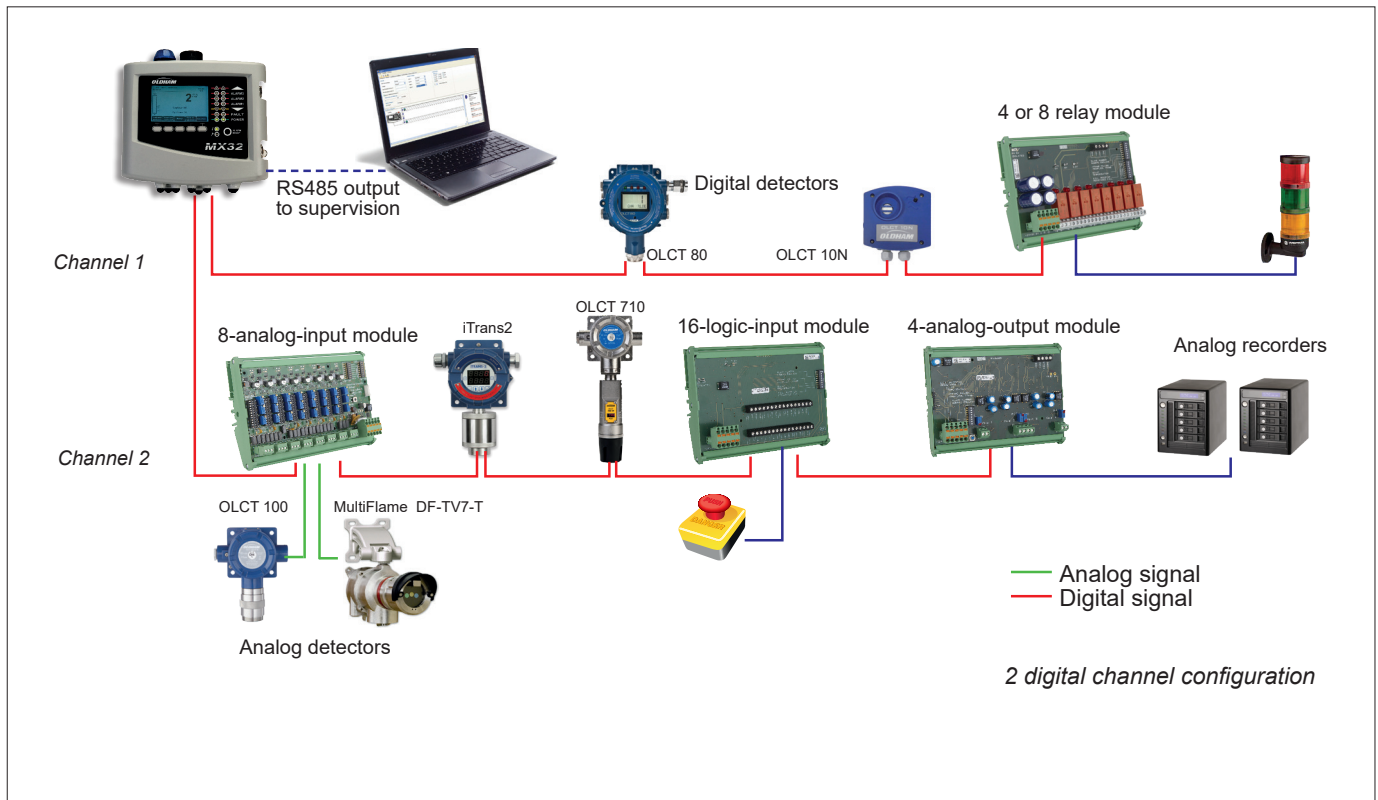 OLDHAM
MX32
RS485 output
to supervision
4 or 8 relay module
Digital detectors
OLCT 80
OLCT 10N
OLDHAM
Channel 1
8-analog-input module
iTrans2
OLCT 710
16-logic-input module
4-analog-output module
Analog recorders
Channel 2
OLCT 100
MultiFlame DF-TV7-T
Analog detectors
Analog signal
Digital signal
2 digital channel configuration